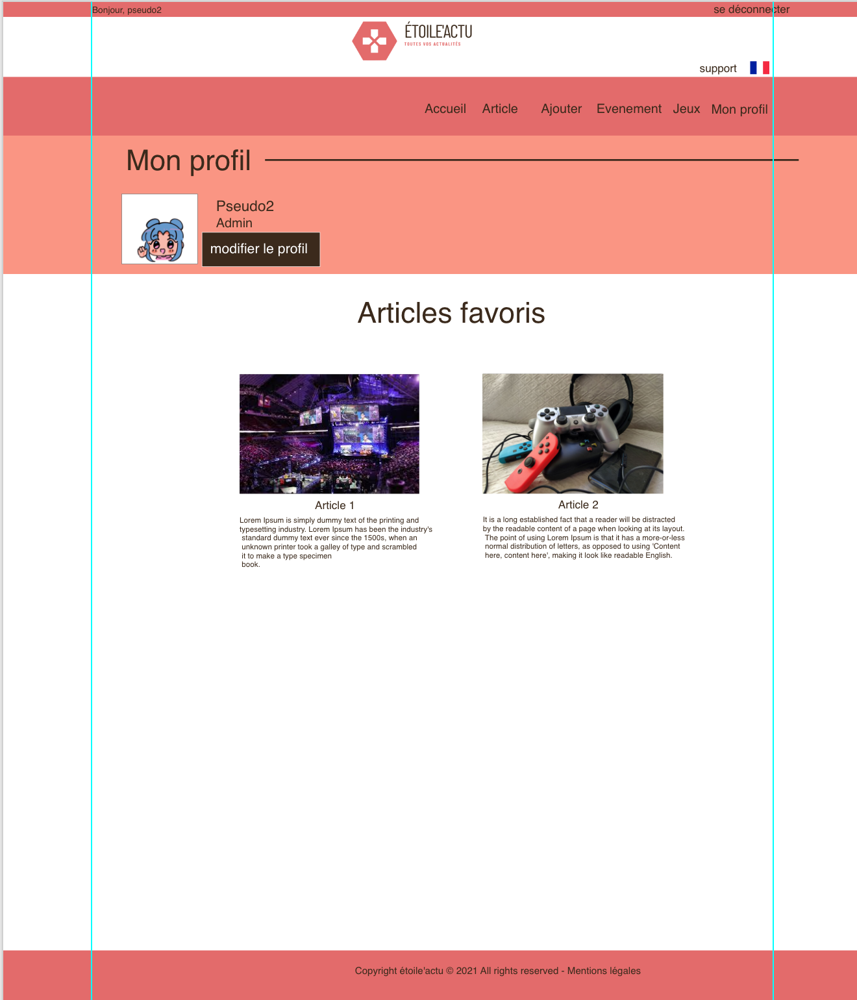 Bonjour, pseudo2
se déconnecter
ÉTOILE'ACTU
TOUTES VOS ACTUALITÉS
support
Accueil Article Ajouter Evenement Jeux Mon profil
Mon profil
Pseudo2
Admin
modifier le profil
Articles favoris
Article 1
Lorem Ipsum is simply dummy text of the printing and
typesetting industry. Lorem Ipsum has been the industry's
standard dummy text ever since the 1500s, when an
unknown printer took a galley of type and scrambled
it to make a type specimen
book.
Article 2
It is a long established fact that a reader will be distracted
by the readable content of a page when looking at its layout.
The point of using Lorem Ipsum is that it has a more-or-less
normal distribution of letters, as opposed to using 'Content
here, content here', making it look like readable English.
Copyright étoile'actu © 2021 All rights reserved - Mentions légales